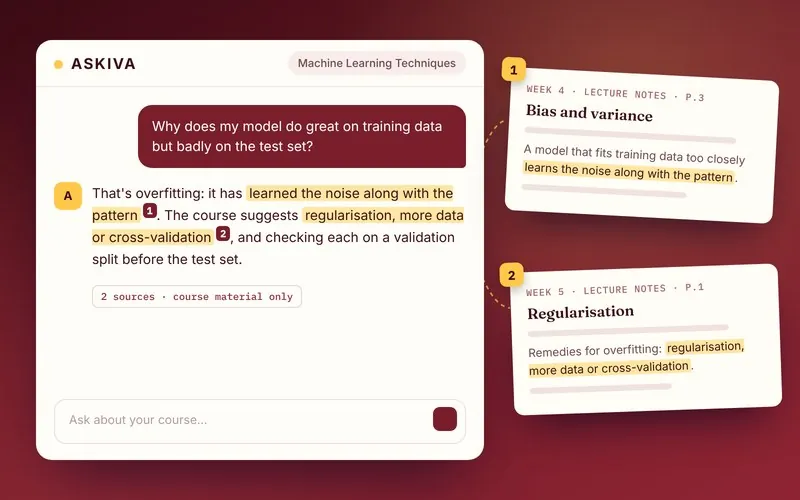 ASKIVA
Machine Learning Techniques
Why does my model do great on training data
but badly on the test set?
A
That's overfitting: it has learned the noise along with the
pattern 1. The course suggests regularisation, more data
or cross-validation 2, and checking each on a validation
split before the test set.
2 sources · course material only
Ask about your course...
1
WEEK 4 · LECTURE NOTES · P.3
Bias and variance
A model that fits training data too closely
learns the noise along with the pattern.
2
WEEK 5 · LECTURE NOTES · P.1
Regularisation
Remedies for overfitting: regularisation,
more data or cross-validation.